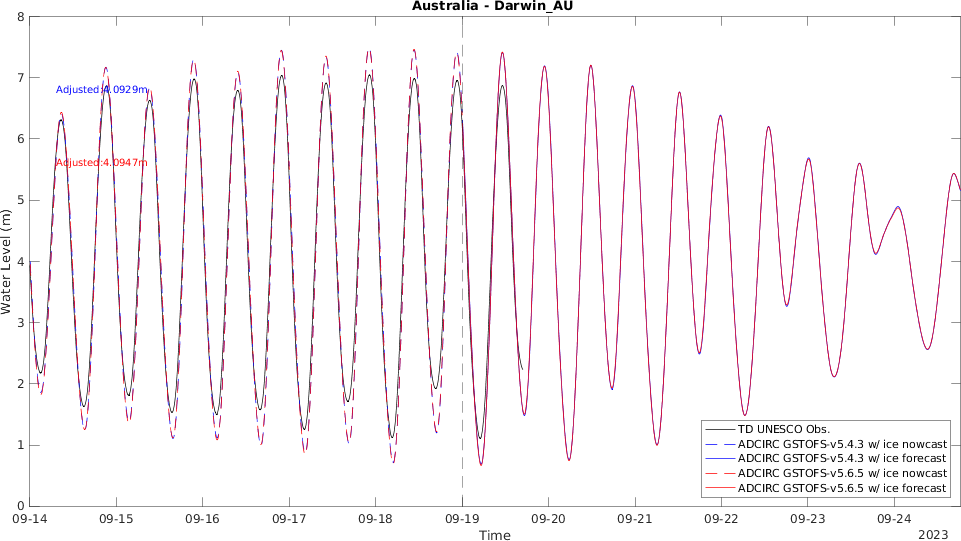 Australia - Darwin_AU
8
7
6
5
4
3
2
1
0
Water Level (m)
Adjusted:4.0929m
Adjusted:4.0947m
TD UNESCO Obs.
ADCIRC GSTOFS-v5.4.3 w/ ice nowcast
ADCIRC GSTOFS-v5.4.3 w/ ice forecast
ADCIRC GSTOFS-v5.6.5 w/ ice nowcast
ADCIRC GSTOFS-v5.6.5 w/ ice forecast
09-14 09-15 09-16 09-17 09-18 09-19 09-20 09-21 09-22 09-23 09-24
Time
2023